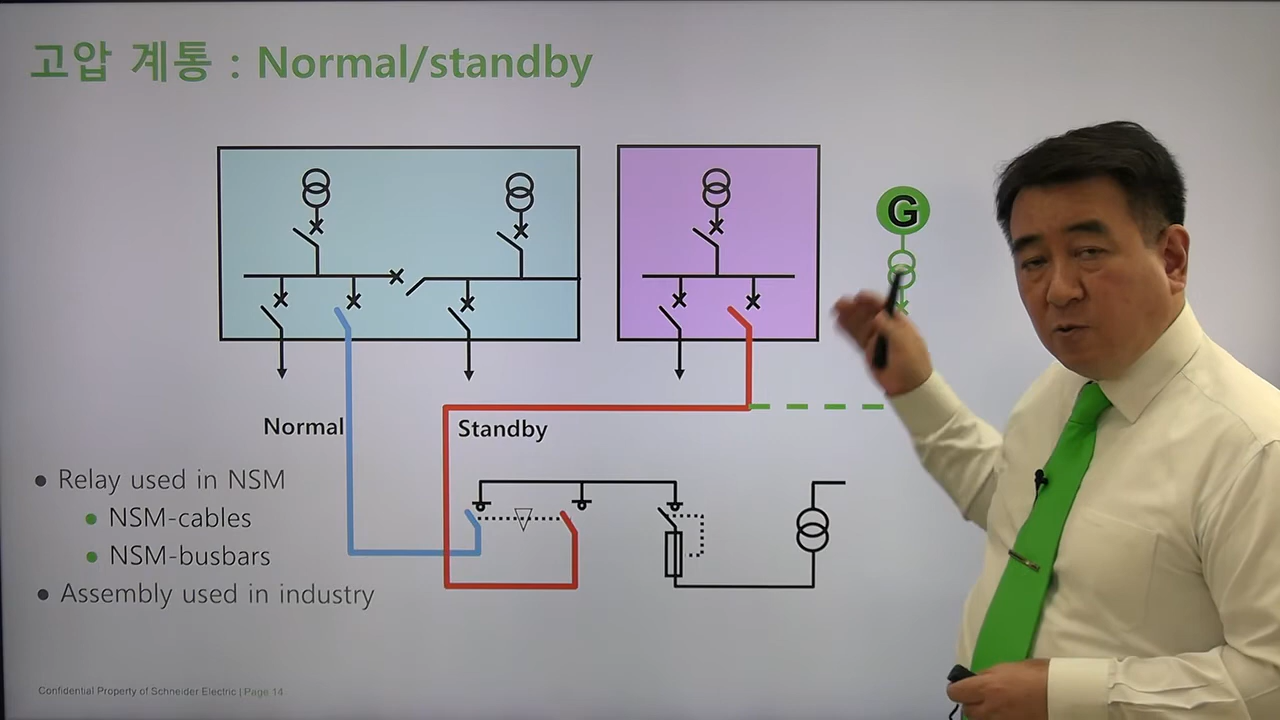 고압 계통 : Normal/standby
G
Normal
Standby
● Relay used in NSM
● NSM-cables
● NSM-busbars
● Assembly used in industry
Confidential Property of Schneider Electric | Page 14